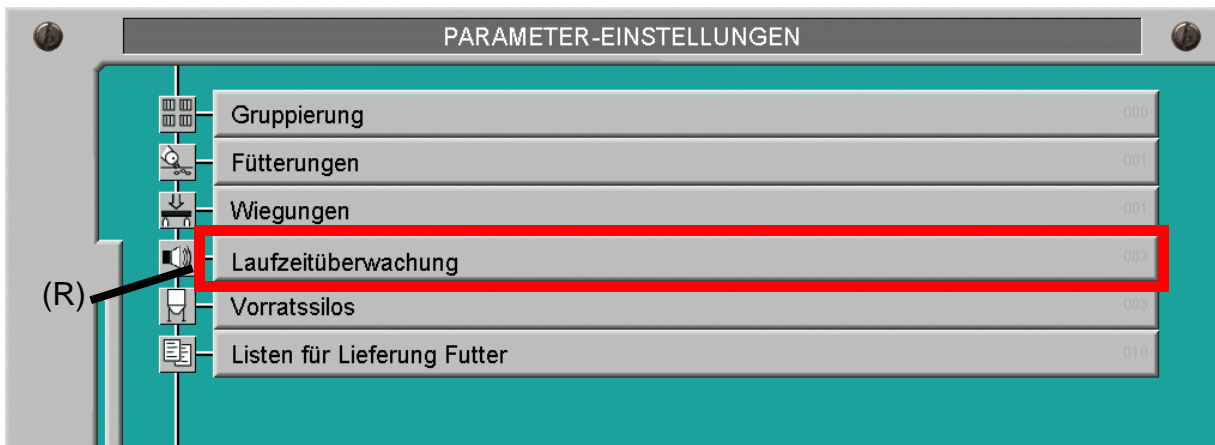 PARAMETER-EINSTELLUNGEN
Gruppierung 000
Fütterungen 001
Wiegungen 001
Laufzeitüberwachung 003
(R)
Vorratssilos 003
Listen für Lieferung Futter 010